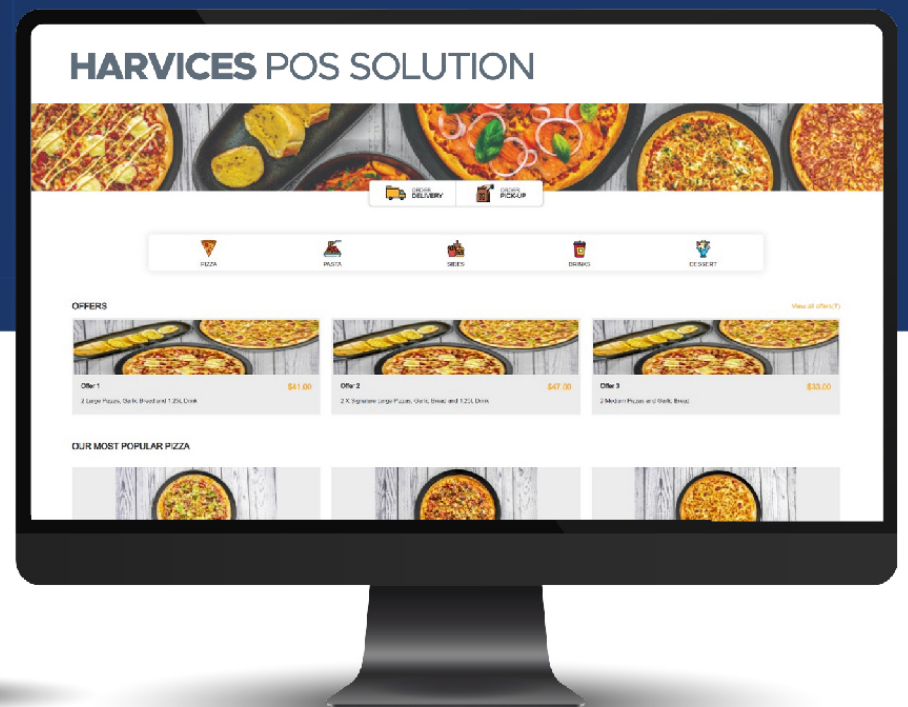 HARVICES POS SOLUTION
ORDER DELIVERY
ORDER PICK-UP
PIZZA
PASTA
SIDES
DRINKS
DESSERT
OFFERS
View all offers(7)
Offer 1
$41.00
2 Large Pizzas, Garlic Bread and 1.25L Drink
Offer 2
$47.00
2 X Signature Large Pizzas, Garlic Bread and 1.25L Drink
Offer 3
$33.00
2 Medium Pizzas and Garlic Bread
OUR MOST POPULAR PIZZA